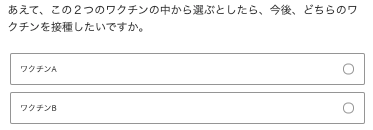 あえて、この２つのワクチンの中から選ぶとしたら、今後、どちらのワ
クチンを接種したいですか。
ワクチンA
ワクチンB